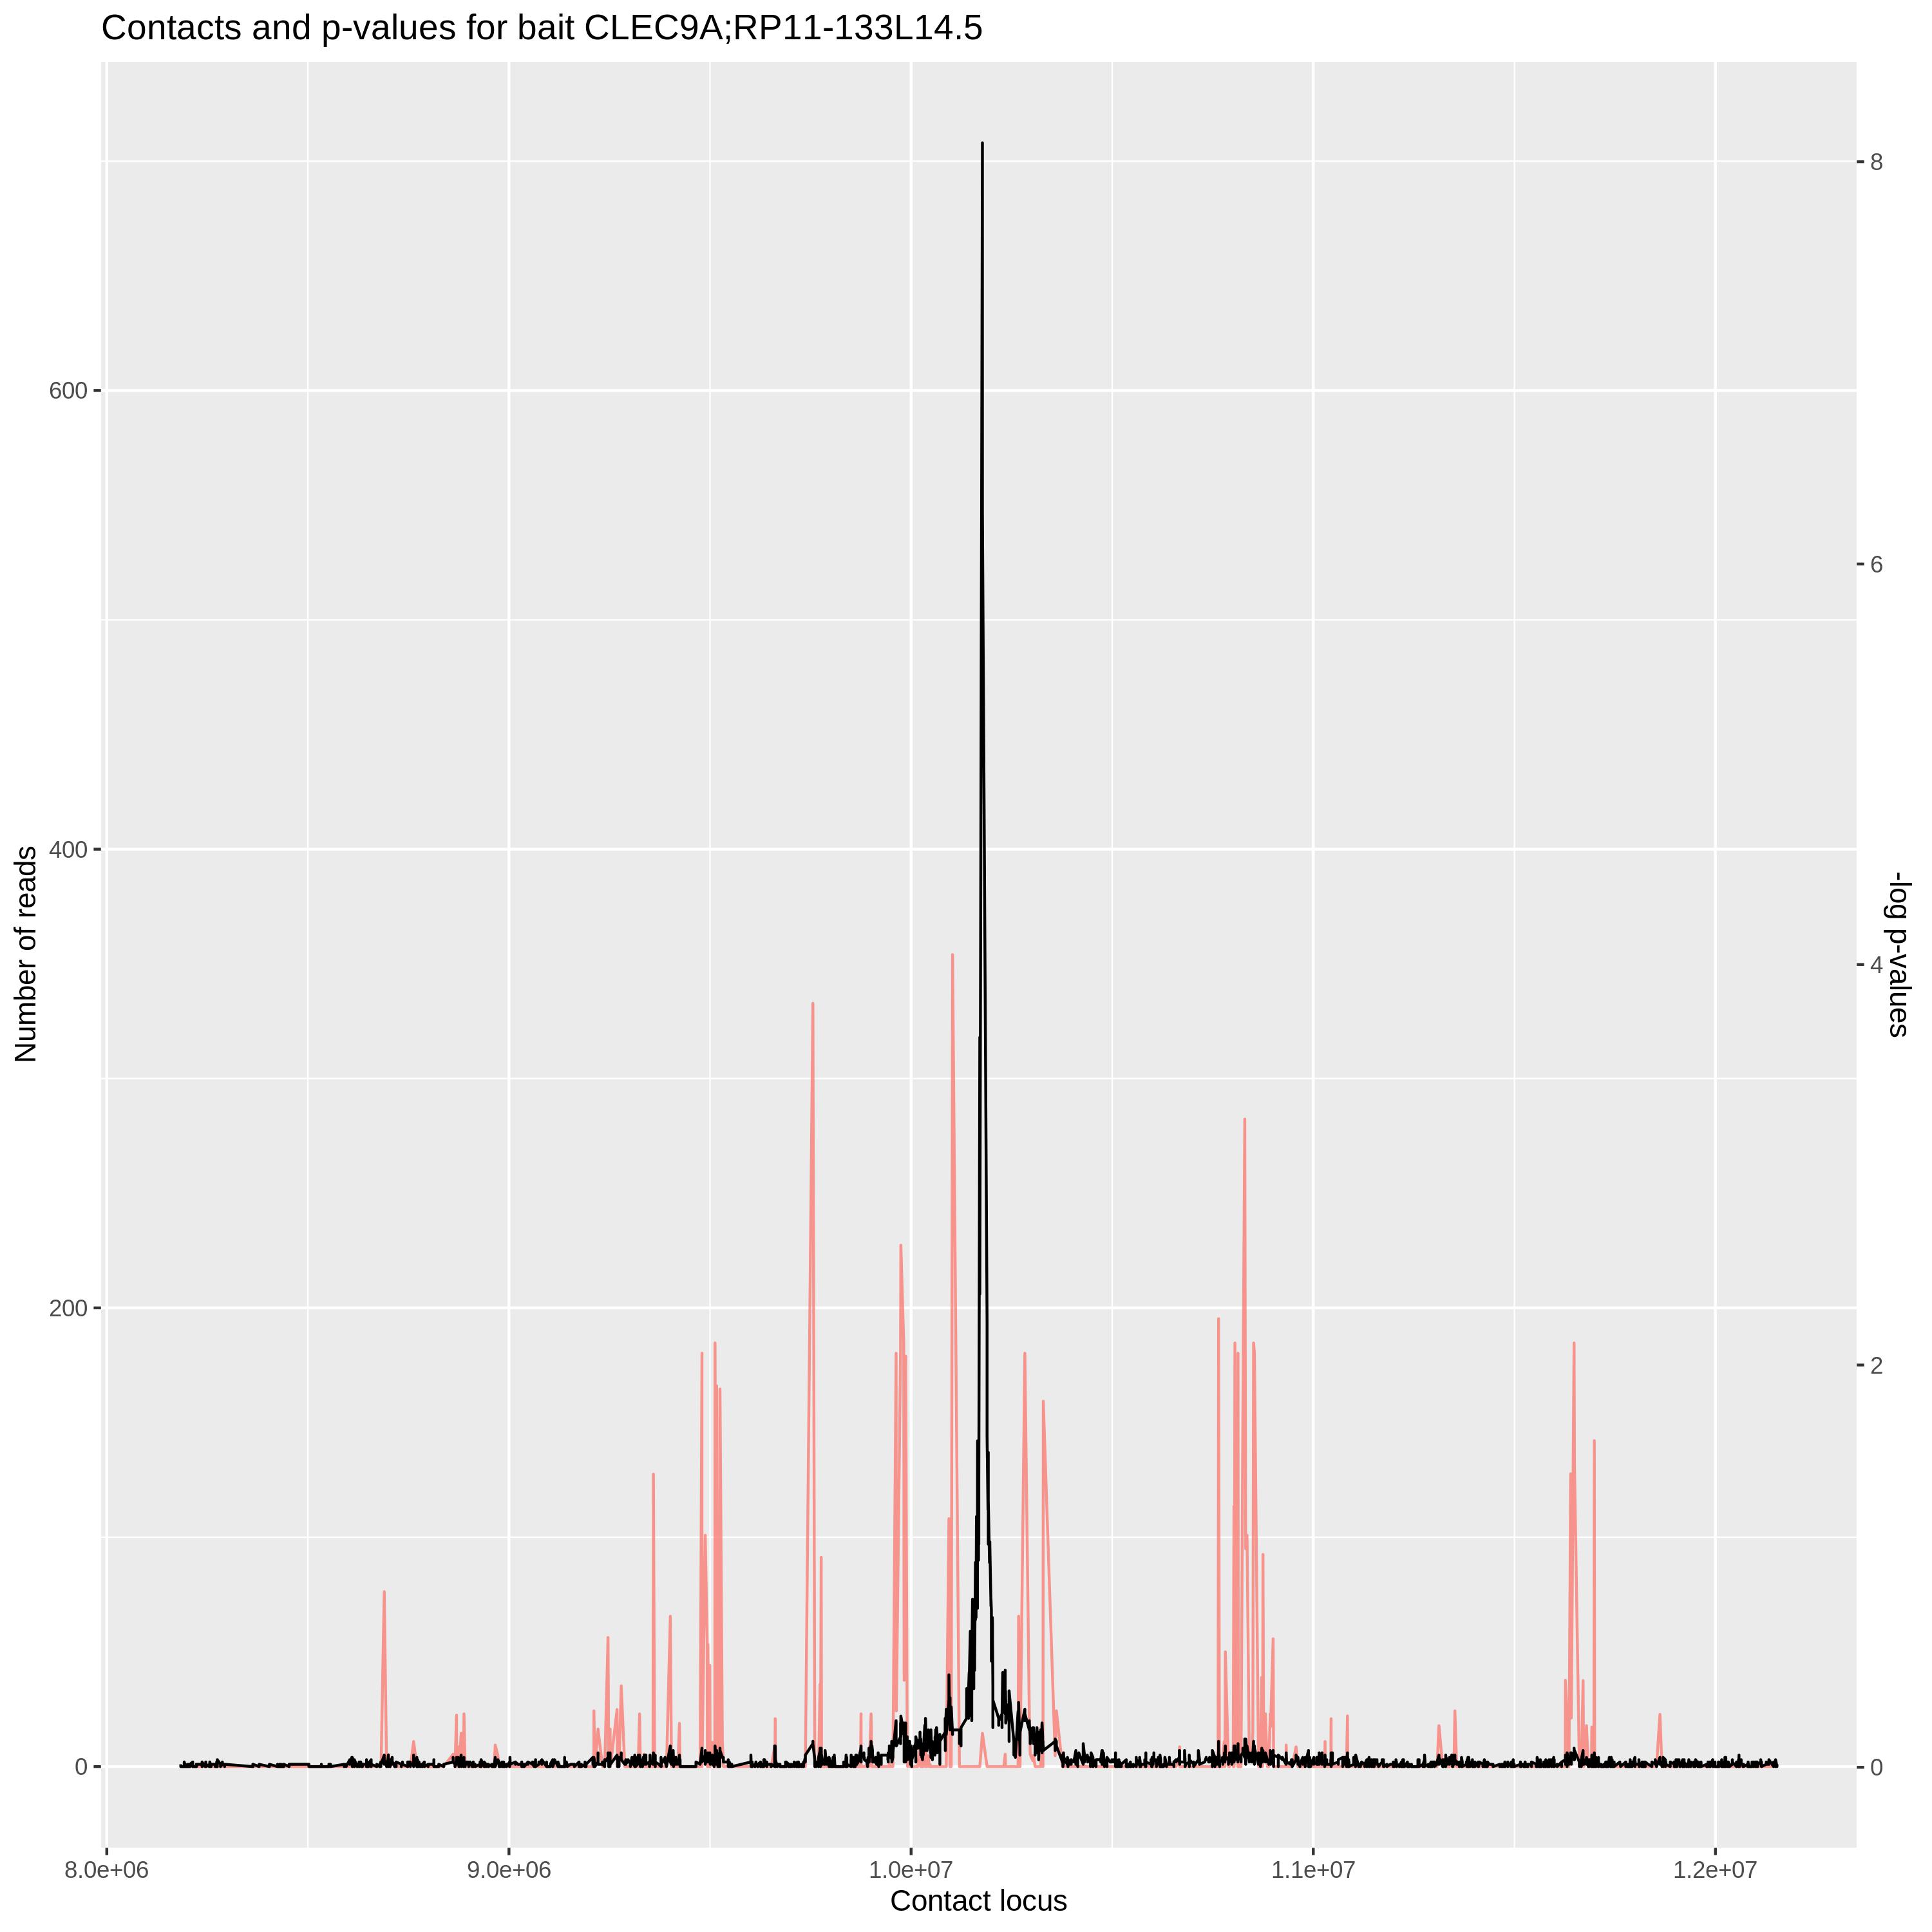 Contacts and p-values for bait CLEC9A;RP11-133L14.5
Number of reads
600
400
200
0
8
6
4
2
0
-log p-values
8.0e+06
9.0e+06
1.0e+07
1.1e+07
1.2e+07
Contact locus